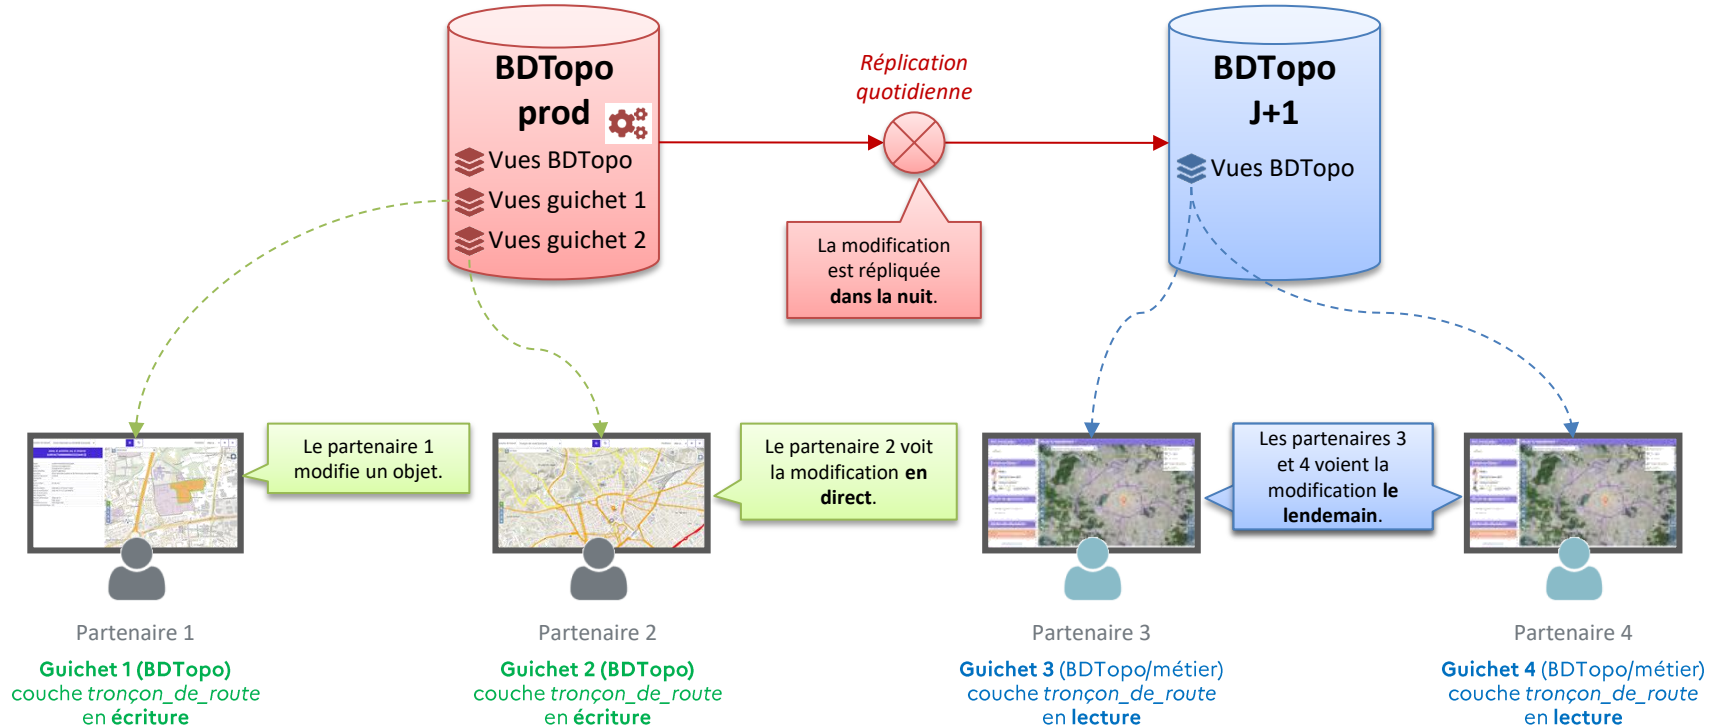 BDTopo
prod
Vues BDTopo
Vues guichet 1
Vues guichet 2
Réplication
quotidienne
La modification
est répliquée
dans la nuit.
BDTopo
J+1
Vues BDTopo
Le partenaire 1
modifie un objet.
Le partenaire 2 voit
la modification en
direct.
Les partenaires 3
et 4 voient la
modification le
lendemain.
Partenaire 1
Guichet 1 (BDTopo)
couche tronçon_de_route
en écriture
Partenaire 2
Guichet 2 (BDTopo)
couche tronçon_de_route
en écriture
Partenaire 3
Guichet 3 (BDTopo/métier)
couche tronçon_de_route
en lecture
Partenaire 4
Guichet 4 (BDTopo/métier)
couche tronçon_de_route
en lecture